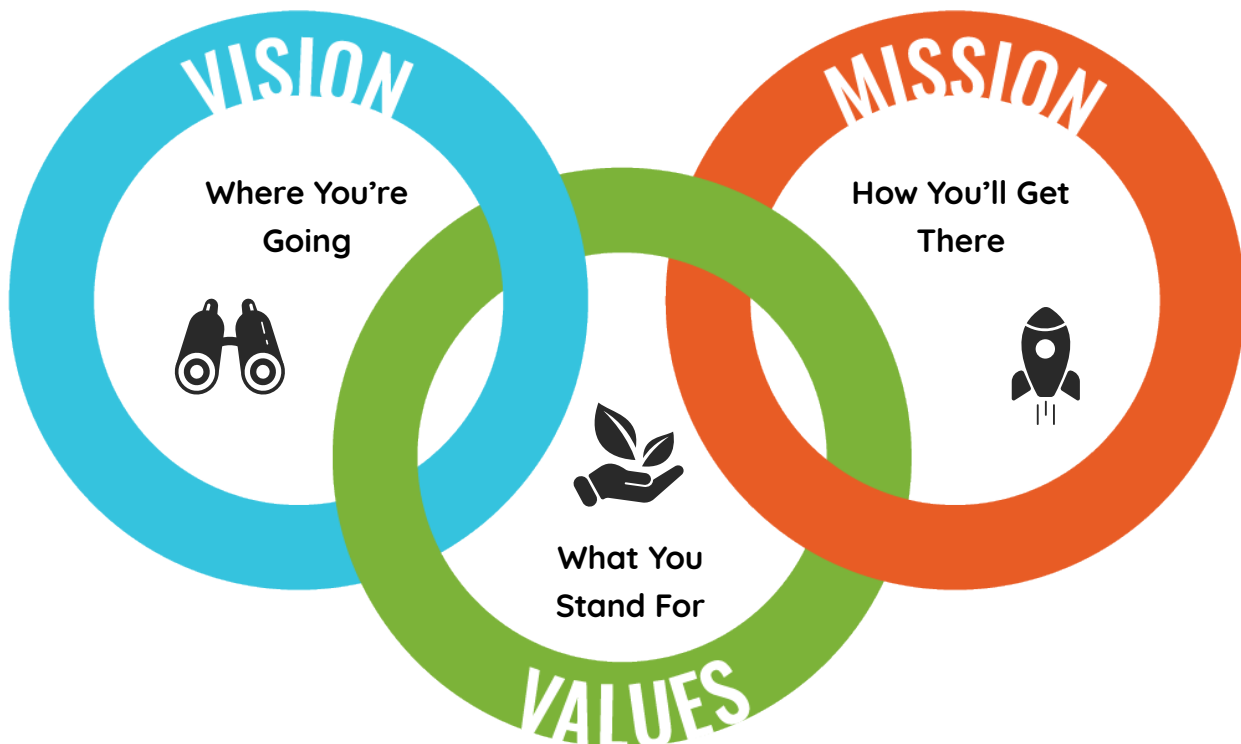 VISION
Where You’re
Going
MISSION
How You’ll Get
There
What You
Stand For
VALUES